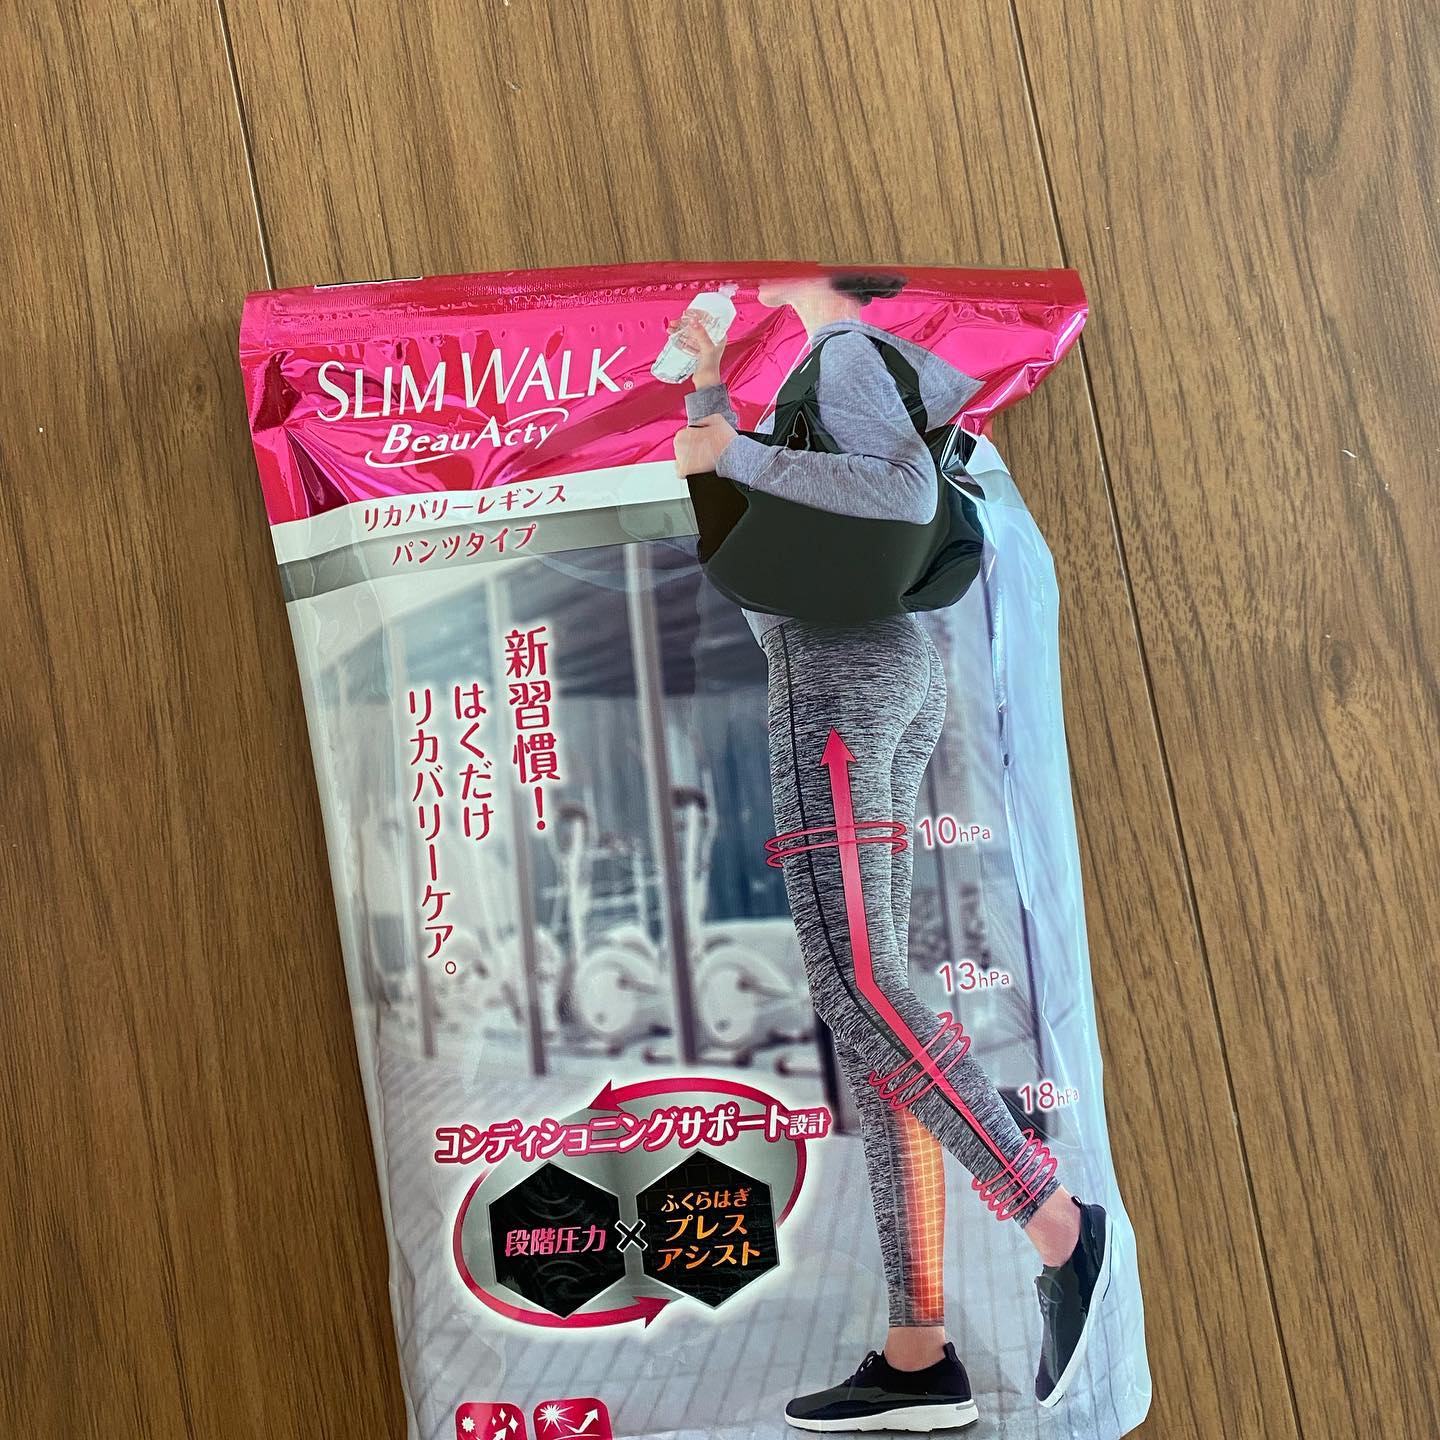 SLIM WALK®
BeauActy
リカバリーレギンス
パンツタイプ
新習慣!
はくだけ
リカバリーケア。
10hPa
13hPa
18hPa
コンディショニングサポート設計
段階圧力×ふくらはぎ
プレス
アシスト